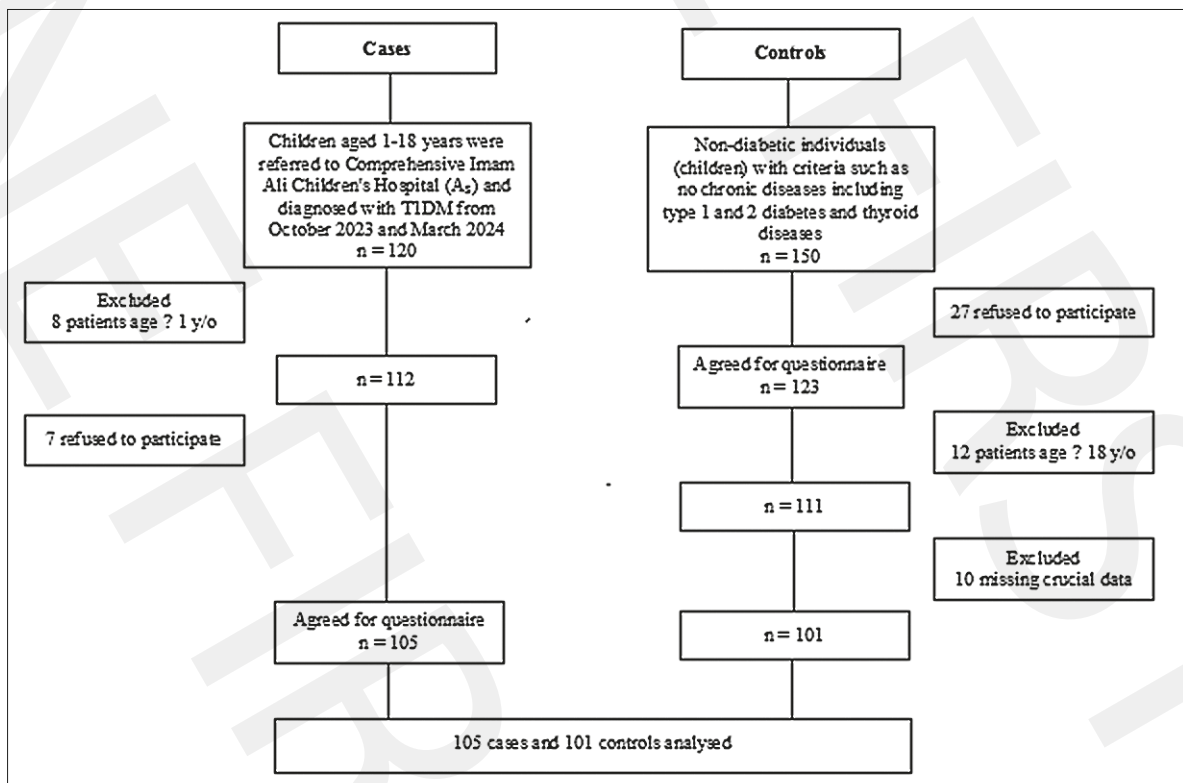 Cases
Children aged 1-18 years were
referred to Comprehensive Imam
Ali Children's Hospital (As) and
diagnosed with T1DM from
October 2023 and March 2024
n = 120
Excluded
8 patients age ? 1 y/o
n = 112
7 refused to participate
Agreed for questionnaire
n = 105
Controls
Non-diabetic individuals
(children) with criteria such as
no chronic diseases including
type 1 and 2 diabetes and thyroid
diseases
n = 150
27 refused to participate
Agreed for questionnaire
n = 123
Excluded
12 patients age ? 18 y/o
n = 111
Excluded
10 missing crucial data
n = 101
105 cases and 101 controls analysed